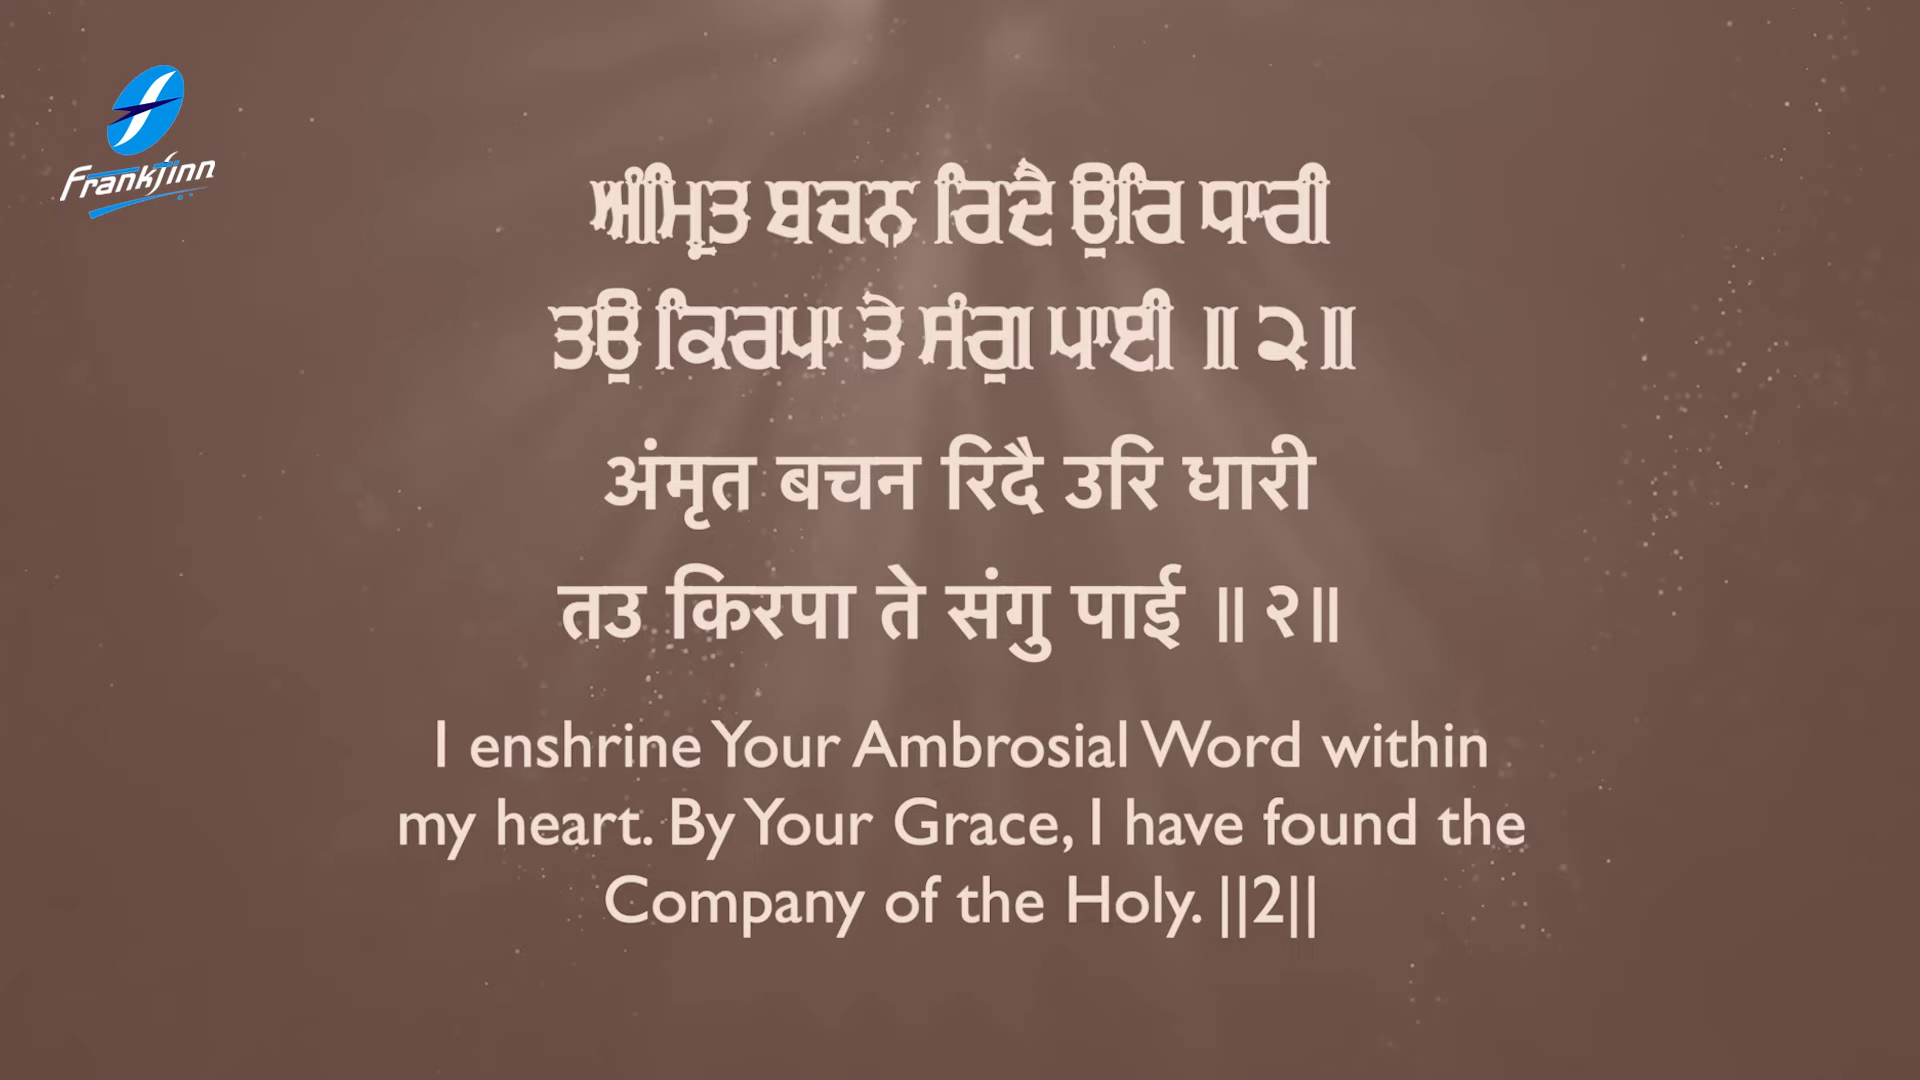 Frankfinn
ਅੰਮ੍ਰਿਤ ਬਚਨ ਰਿਦੈ ਉਰਿ ਧਾਰੀ
ਤਉ ਕਿਰਪਾ ਤੇ ਸੰਗੁ ਪਾਈ ॥੨॥
अंमृत बचन रिदै उरि धारी
तउ किरपा ते संगु पाई ॥२॥
I enshrine Your Ambrosial Word within
my heart. By Your Grace, I have found the
Company of the Holy. ||2||